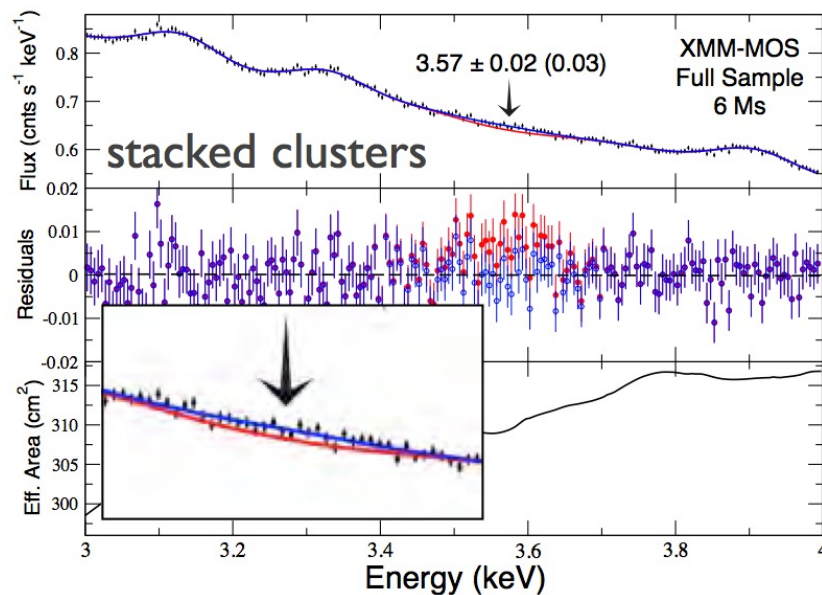 0.8
0.7
0.6
Flux (cnts s⁻¹ keV⁻¹)
3.57 ± 0.02 (0.03)
XMM-MOS
Full Sample
6 Ms
stacked clusters
0.02
0.01
0
-0.01
-0.02
Residuals
315
310
305
300
Eff. Area (cm²)
3
3.2
3.4
3.6
3.8
4
Energy (keV)